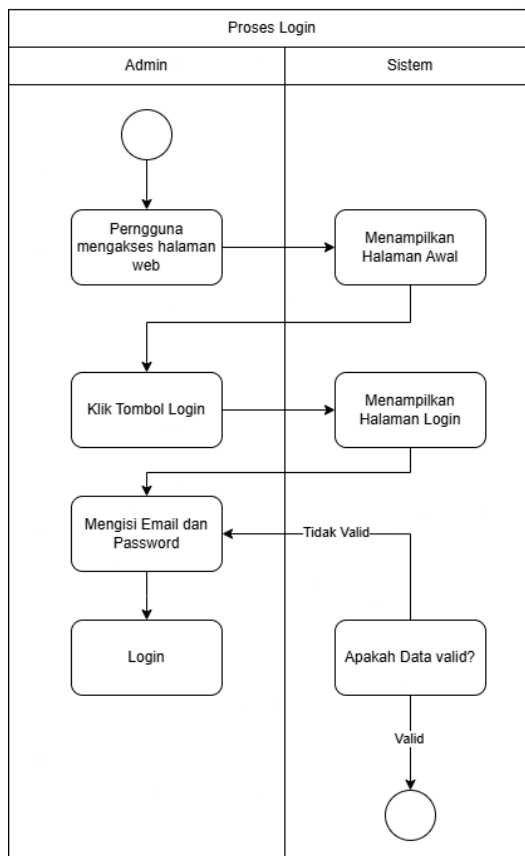 Proses Login
Admin
Sistem
Perngguna
mengakses halaman
web
Menampilkan
Halaman Awal
Klik Tombol Login
Menampilkan
Halaman Login
Mengisi Email dan
Password
Tidak Valid
Login
Apakah Data valid?
Valid